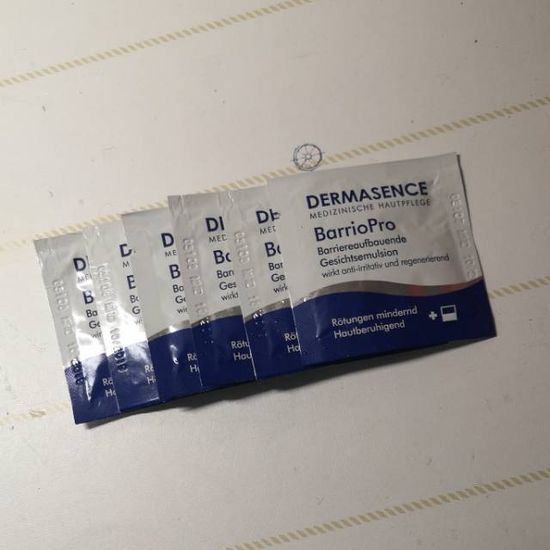 DERMASENCE
MEDIZINISCHE HAUTPFLEGE
BarrioPro
Barriereaufbauende
Gesichtsemulsion
wirkt anti-irritativ und regenerierend
Rötungen mindernd
Hautberuhigend